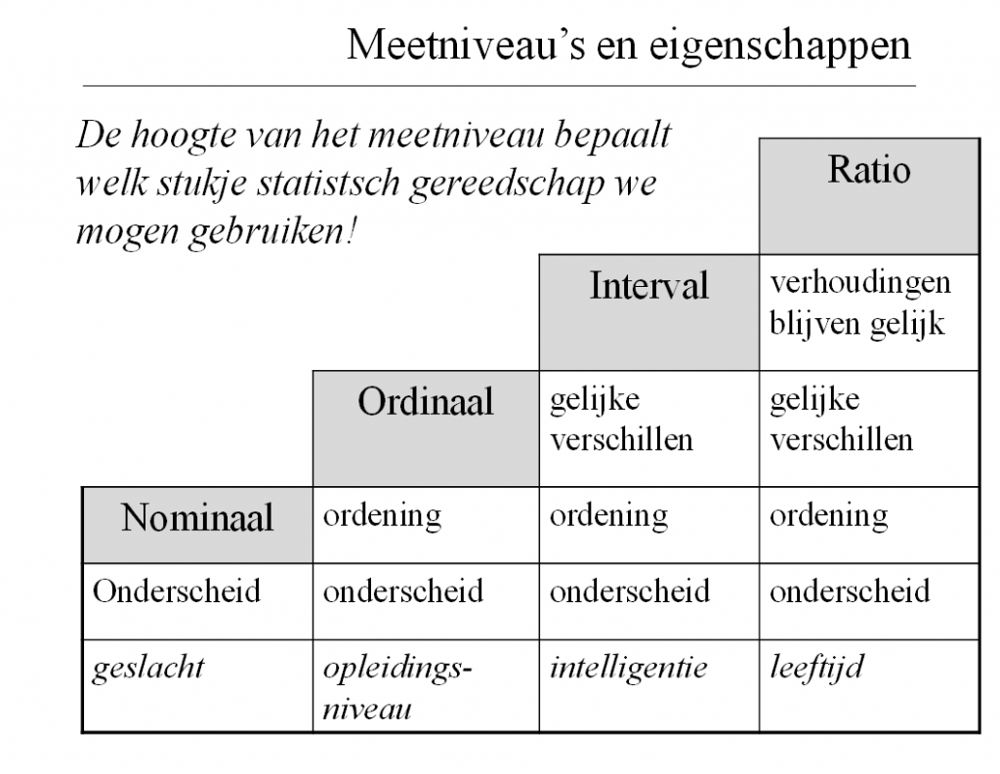 Meetniveau's en eigenschappen
De hoogte van het meetniveau bepaalt
welk stukje statistsch gereedschap we
mogen gebruiken!
Ratio
Interval
verhoudingen
blijven gelijk
Ordinaal
gelijke
verschillen
gelijke
verschillen
Nominaal
ordening
ordening
ordening
Onderscheid
onderscheid
onderscheid
onderscheid
geslacht
opleidings-
niveau
intelligentie
leeftijd